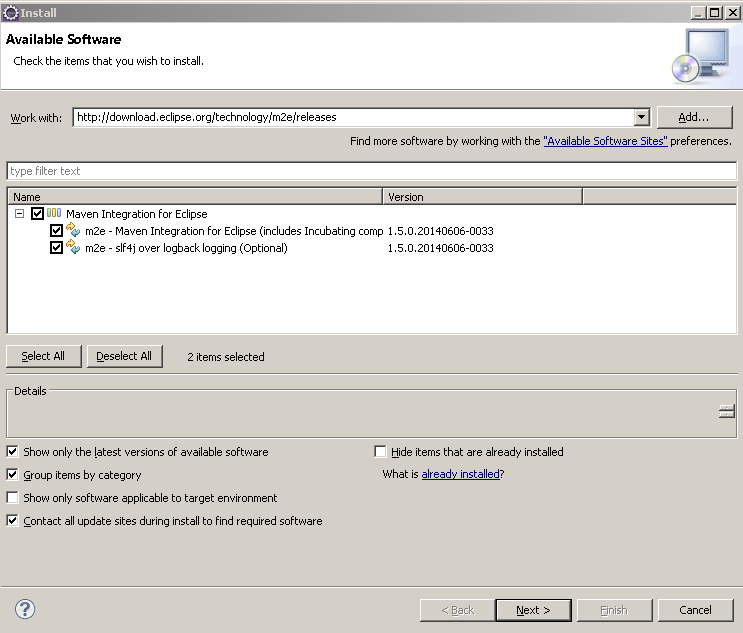 Install
Available Software
Check the items that you wish to install.
Work with: http://download.eclipse.org/technology/m2e/releases Add...
Find more software by working with the "Available Software Sites" preferences.
type filter text
Name Version
Maven Integration for Eclipse
m2e - Maven Integration for Eclipse (includes Incubating comp 1.5.0.20140606-0033
m2e - slf4j over logback logging (Optional) 1.5.0.20140606-0033
Select All Deselect All 2 items selected
Details
Show only the latest versions of available software Hide items that are already installed
Group items by category What is already installed?
Show only software applicable to target environment
Contact all update sites during install to find required software
? < Back Next > Finish Cancel